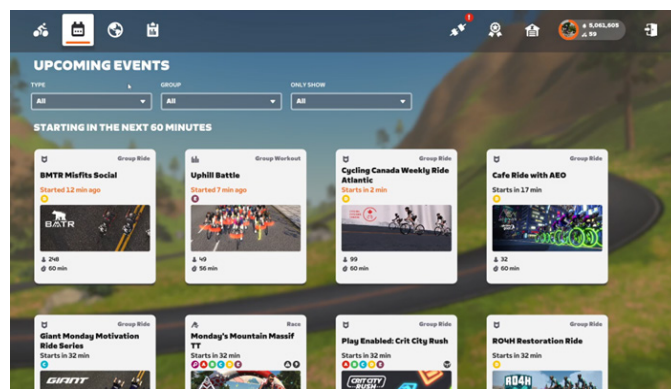 1
8,061,605
59
UPCOMING EVENTS
TYPE
GROUP
ONLY SHOW
All
All
All
STARTING IN THE NEXT 60 MINUTES
Group Ride
BMTR Misfits Social
Started 12 min ago
D
BMTR
248
60 min
Group Workout
Uphill Battle
Started 7 min ago
E
49
56 min
Group Ride
Cycling Canada Weekly Ride
Atlantic
Starts in 2 min
D
99
60 min
Group Ride
Cafe Ride with AEO
Starts in 17 min
D
32
60 min
Group Ride
Giant Monday Motivation
Ride Series
Starts in 32 min
C
GIANT
Race
Monday's Mountain Massif
TT
Starts in 32 min
A B C D E
Group Ride
Play Enabled: Crit City Rush
Starts in 32 min
A B C D E
CRIT CITY
RUSH
Group Ride
RO4H Restoration Ride
Starts in 32 min
D
RO4H